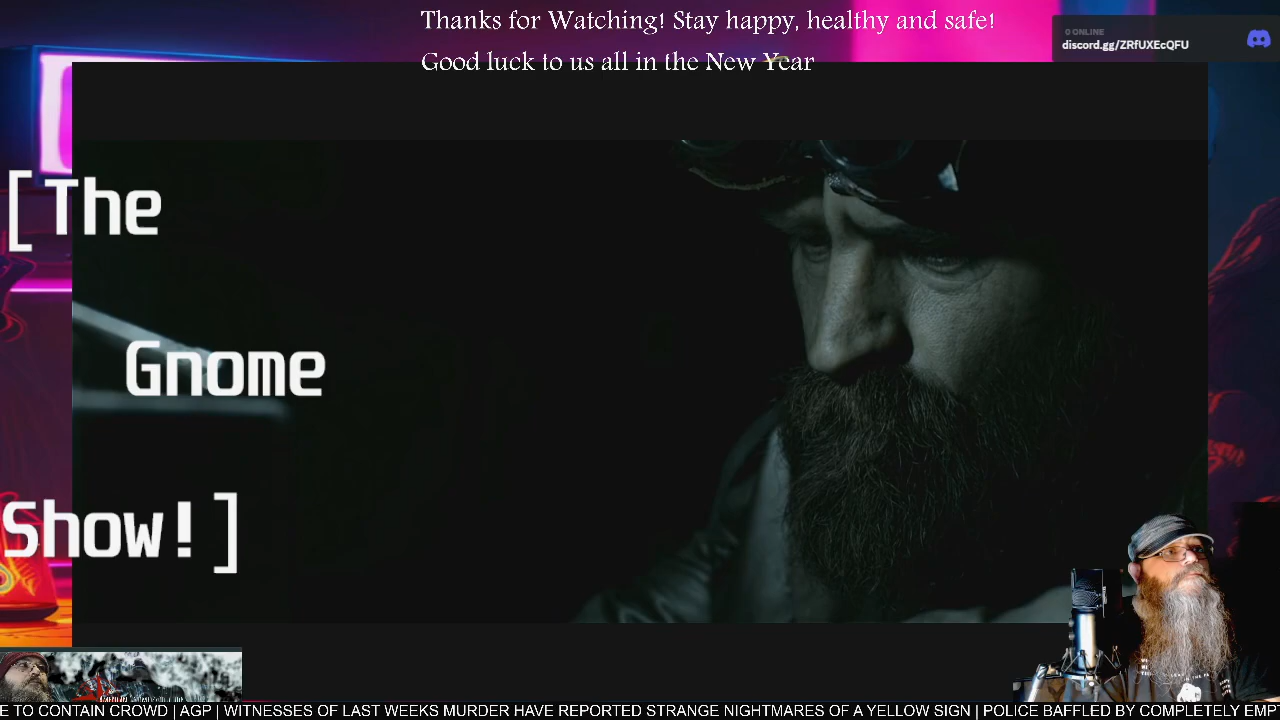 Thanks for Watching! Stay happy, healthy and safe!
Good luck to us all in the New Year
0 ONLINE
discord.gg/ZRfUXEcQFU
[The
Gnome
Show!]
E TO CONTAIN CROWD | AGP | WITNESSES OF LAST WEEKS MURDER HAVE REPORTED STRANGE NIGHTMARES OF A YELLOW SIGN | POLICE BAFFLED BY COMPLETELY EMP